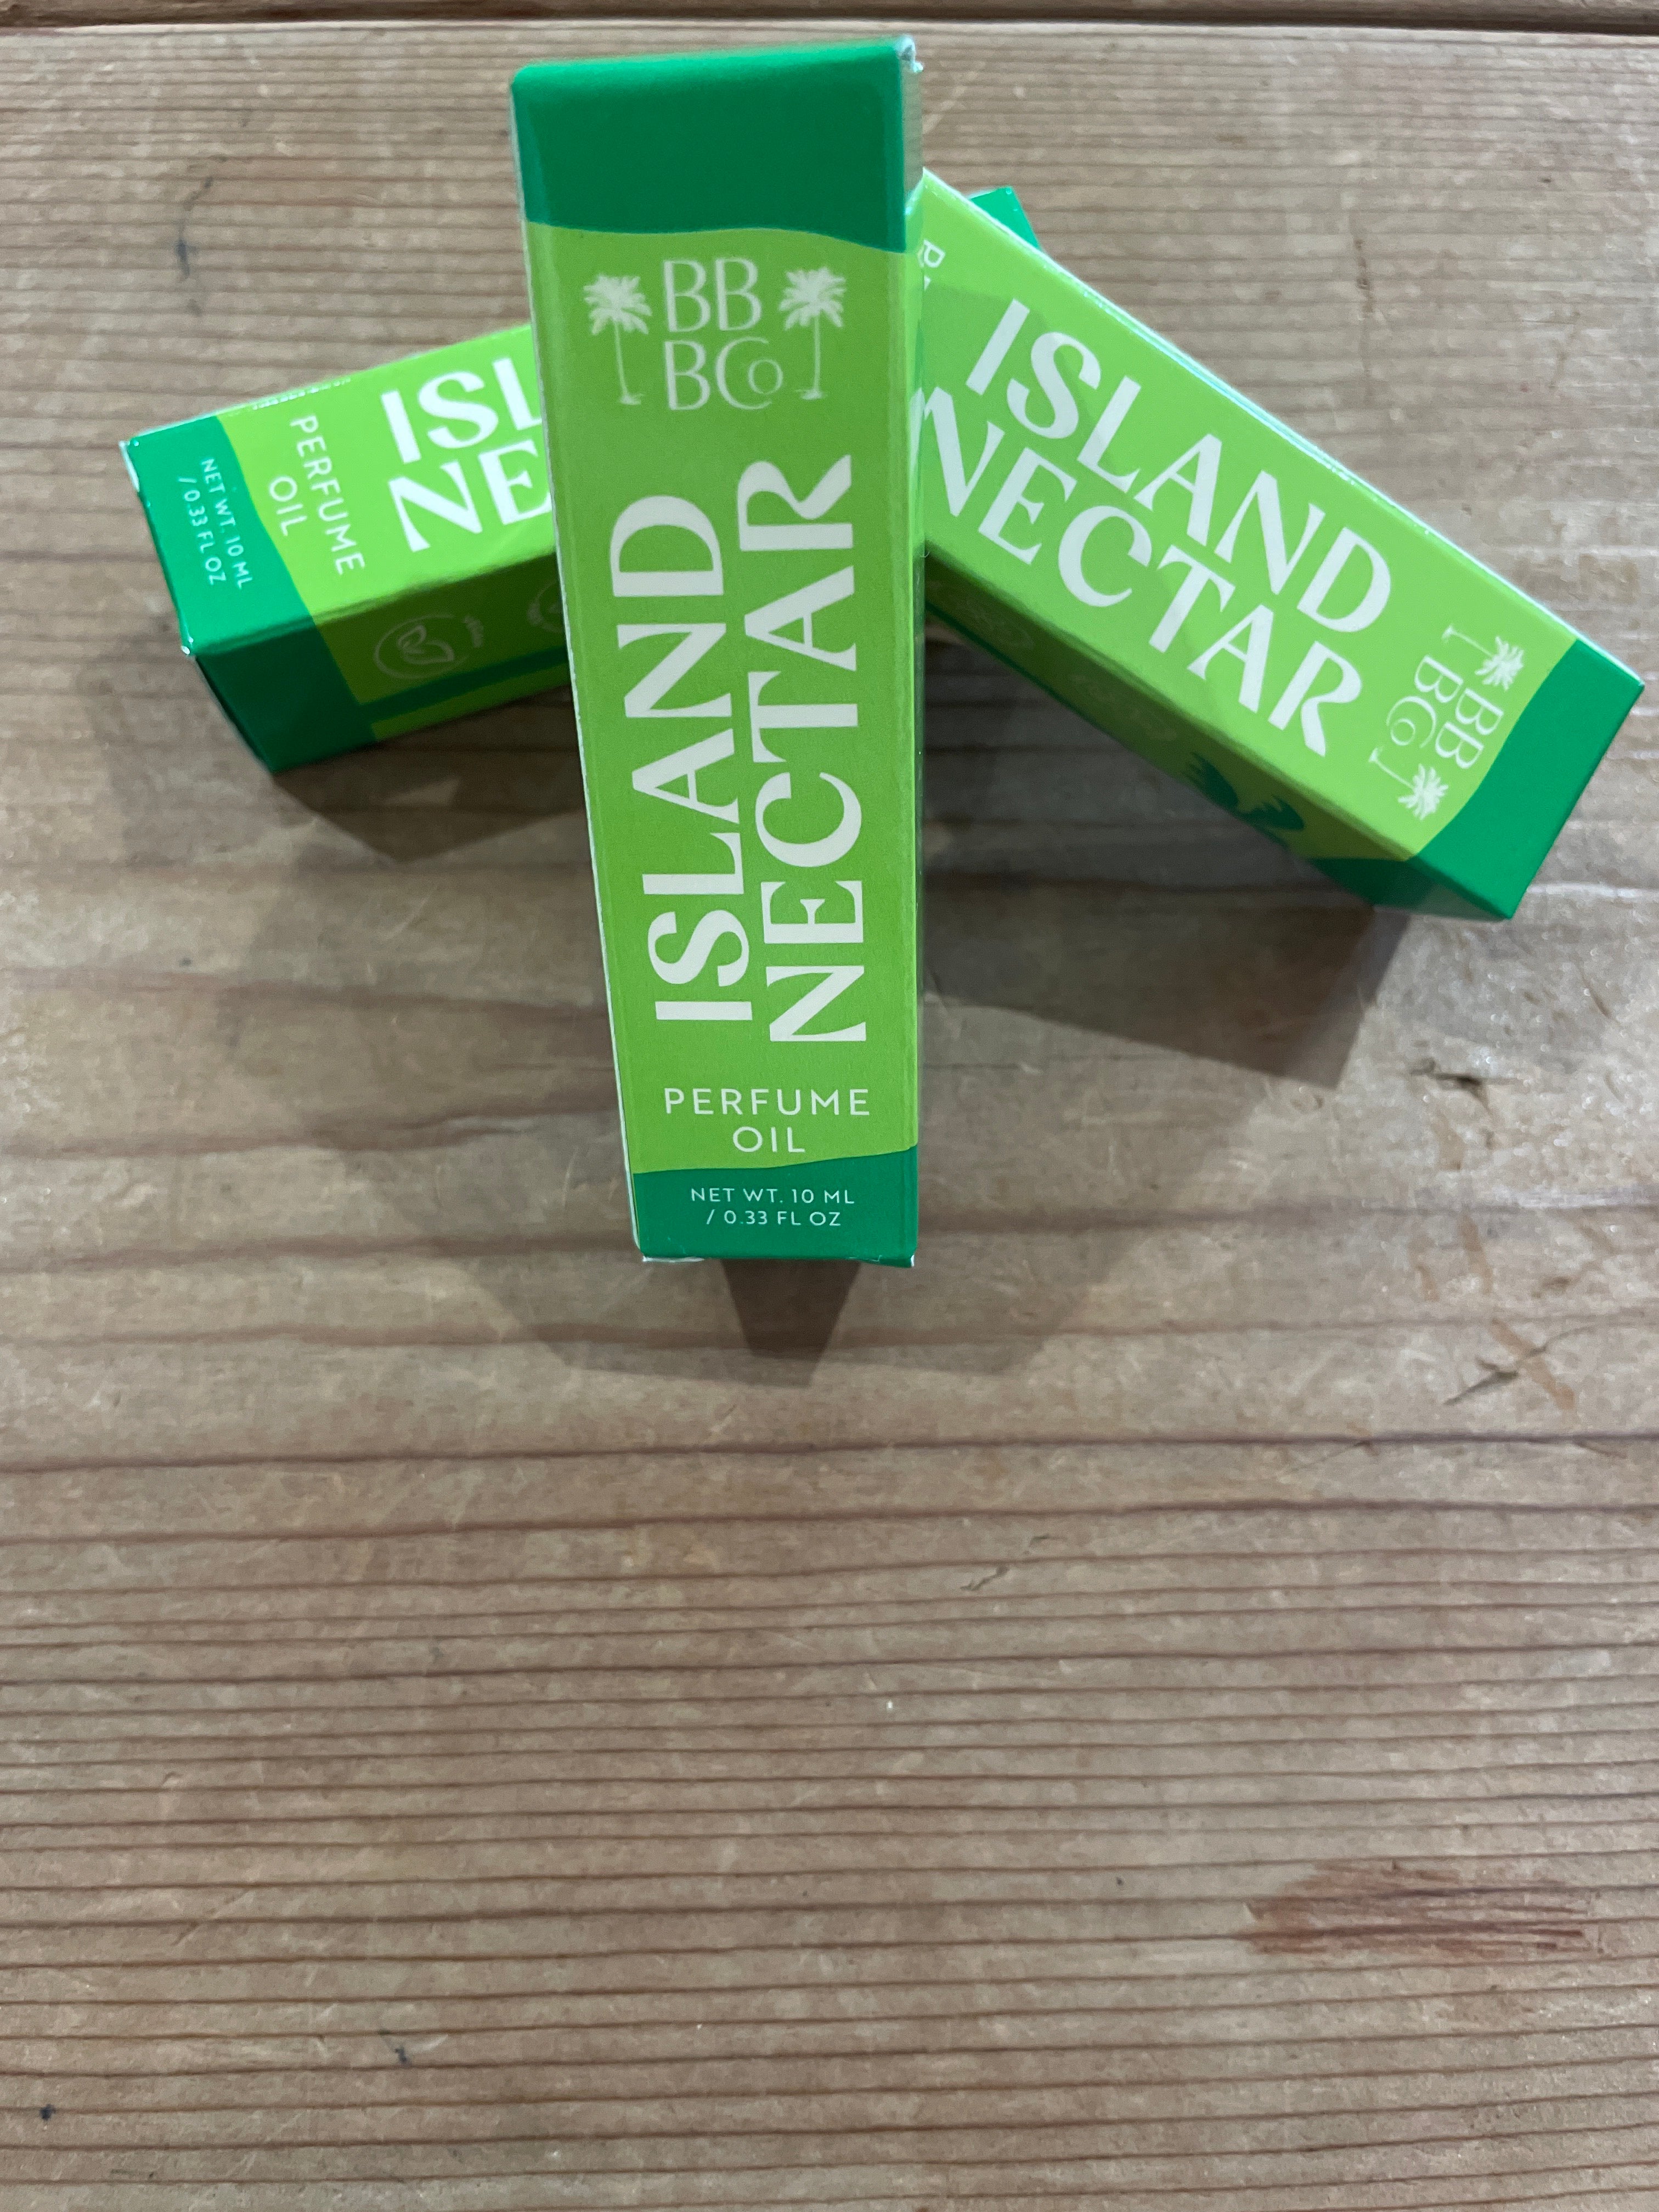 BB
BCo
ISLAND
NECTAR
PERFUME
OIL
NET WT. 10 ML
/ 0.33 FL OZ
ISL
NE
PERFUME
OIL
NET WT. 10 ML
/ 0.33 FL OZ
ISLAND
NECTAR
BB
BCo